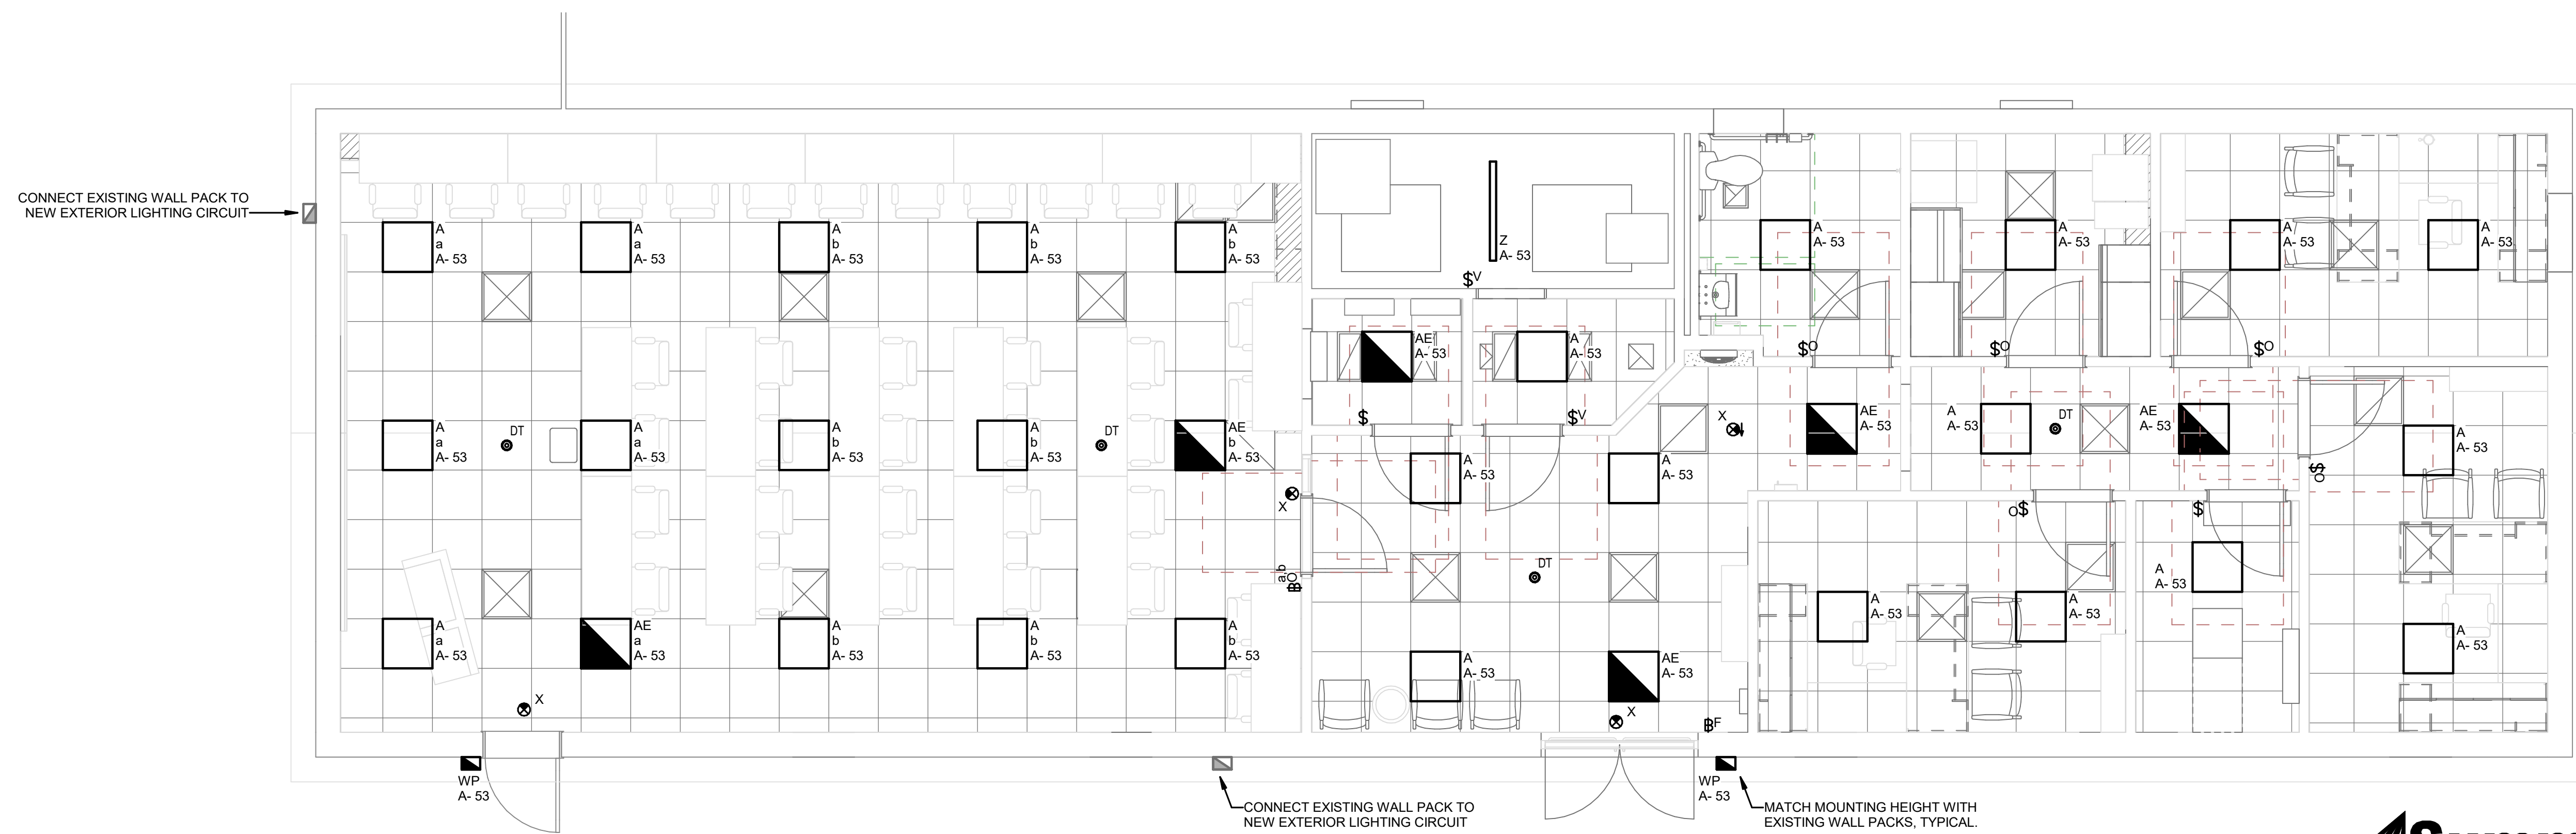 CONNECT EXISTING WALL PACK TO
NEW EXTERIOR LIGHTING CIRCUIT
A
a
A- 53
A
a
A- 53
A
b
A- 53
A
b
A- 53
A
b
A- 53
Z
A- 53
$V
A
A- 53
A
A- 53
A
A- 53
A
A- 53
AE
A- 53
A
A- 53
$O
$O
$O
$
$V
A
a
A- 53
DT
A
a
A- 53
A
b
A- 53
A
b
A- 53
DT
AE
b
A- 53
X
X
AE
A- 53
A
A- 53
DT
AE
A- 53
A
A- 53
A
A- 53
A
A- 53
$O
O$
$
DT
a,b
A
A- 53
A
A- 53
A
A- 53
A
a
A- 53
AE
a
A- 53
A
b
A- 53
A
b
A- 53
A
b
A- 53
A
A- 53
AE
A- 53
A
A- 53
X
X
F
WP
A- 53
WP
A- 53
CONNECT EXISTING WALL PACK TO
NEW EXTERIOR LIGHTING CIRCUIT
MATCH MOUNTING HEIGHT WITH
EXISTING WALL PACKS, TYPICAL.